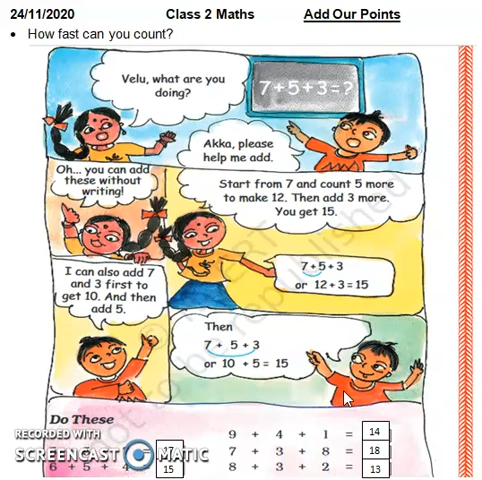 24/11/2020 Class 2 Maths Add Our Points
• How fast can you count?
Velu, what are you
doing?
7+5+3=?
Akka, please
help me add.
Oh... you can add
these without
writing!
Start from 7 and count 5 more
to make 12. Then add 3 more.
You get 15.
7+5+3
or 12+3=15
I can also add 7
and 3 first to
get 10. And then
add 5.
Then
7 + 5 + 3
or 10 + 5 = 15
Do These
9 + 4 + 1 = 14
7 + 3 + 8 = 18
6 + 5 + 4 = 15
8 + 3 + 2 = 13
RECORDED WITH
SCREENCAST MATIC